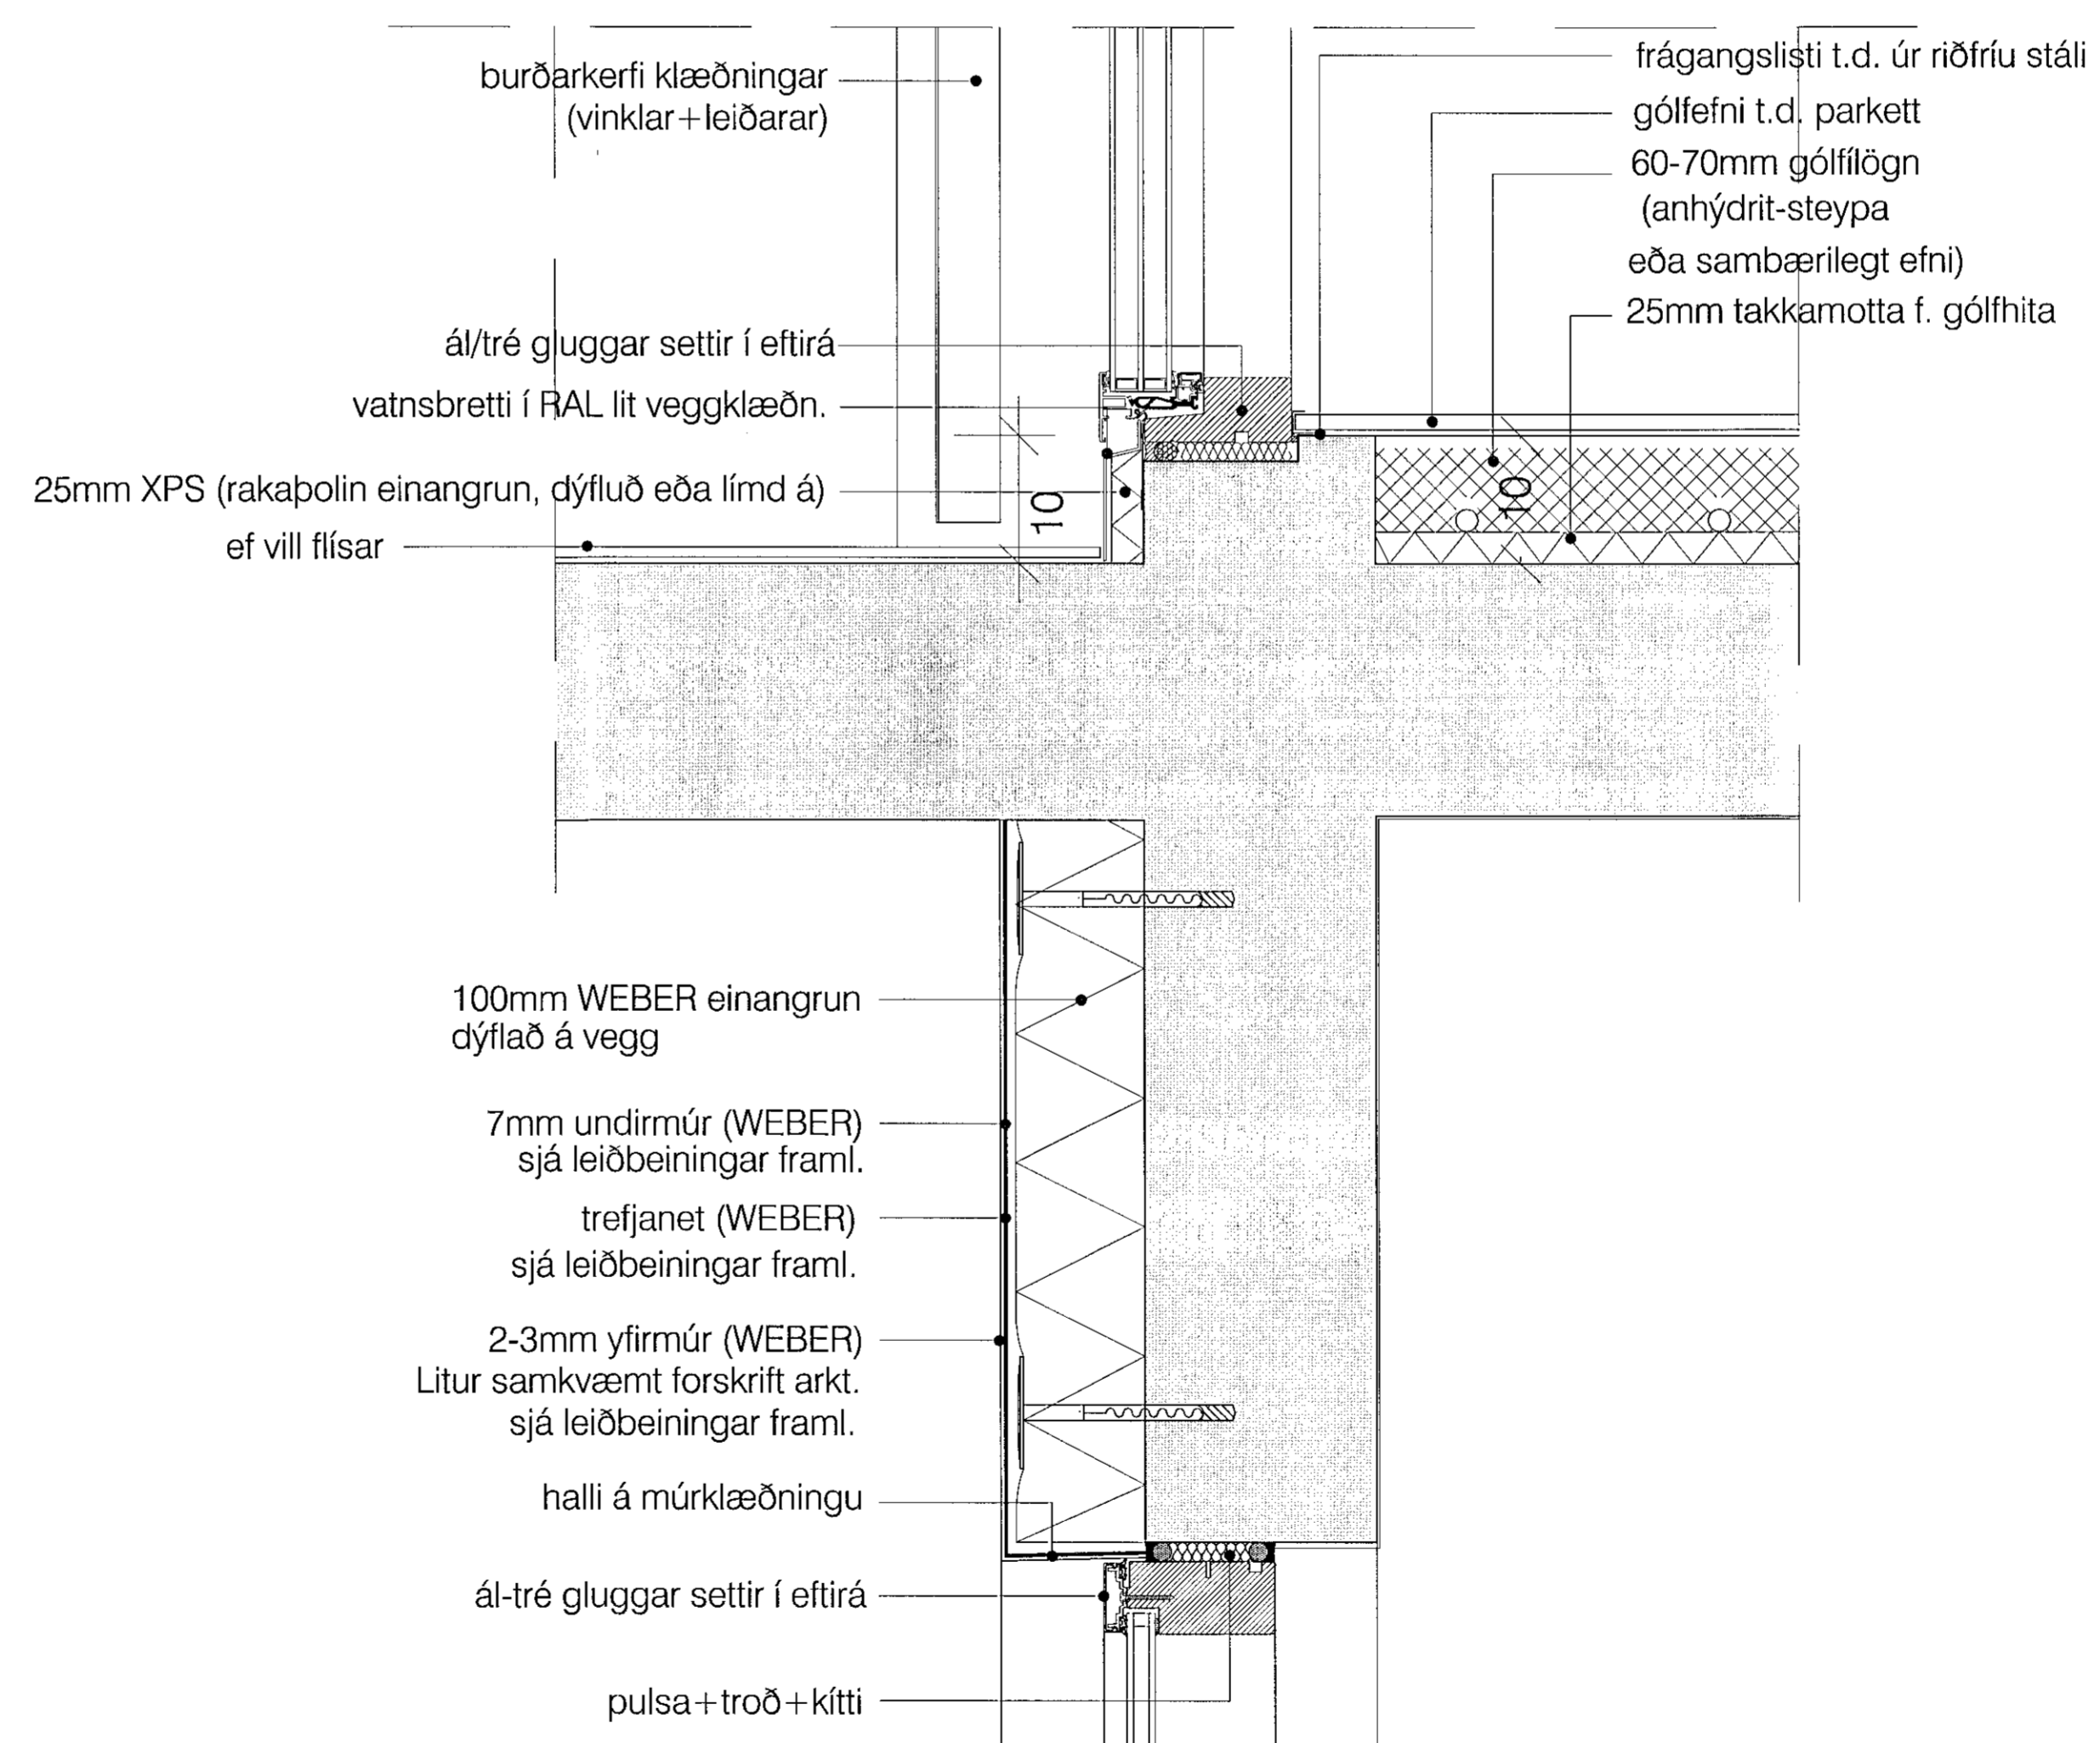 burðarkerfi klæðningar
(vinklar+leiðarar)
ál/tré gluggar settir í eftirá
vatnsbretti í RAL lit veggklæðn.
25mm XPS (rakaþolin einangrun, dýfluð eða límd á)
ef vill flísar
10
frágangslisti t.d. úr riðfríu stáli
gólfefni t.d. parkett
60-70mm gólfílögn
(anhýdrit-steypa
eða sambærilegt efni)
25mm takkamotta f. gólfhita
10
100mm WEBER einangrun
dýflað á vegg
7mm undirmúr (WEBER)
sjá leiðbeiningar framl.
trefjanet (WEBER)
sjá leiðbeiningar framl.
2-3mm yfirmúr (WEBER)
Litur samkvæmt forskrift arkt.
sjá leiðbeiningar framl.
halli á múrklæðningu
ál-tré gluggar settir í eftirá
pulsa+troð+kítti